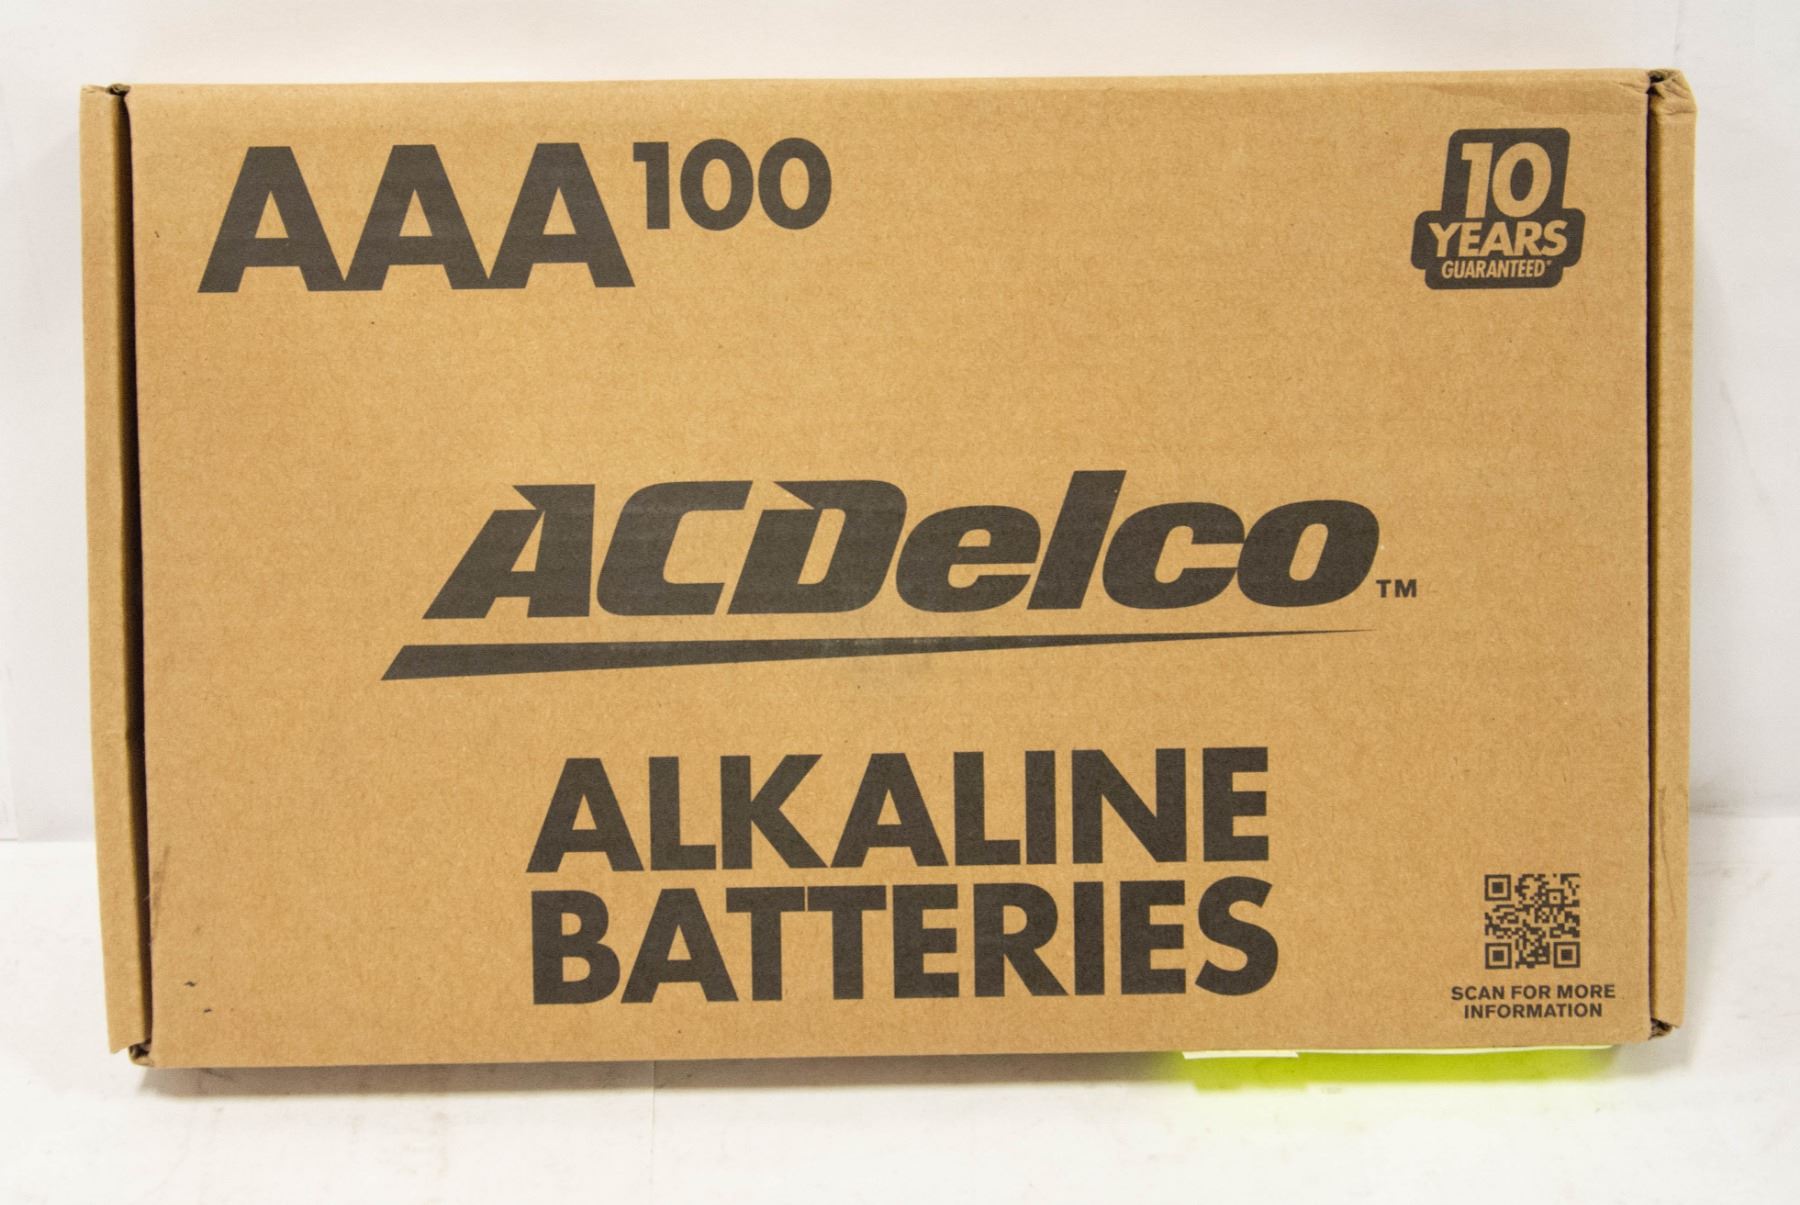 AAA100
10
YEARS
GUARANTEED*
ACDelco™
ALKALINE
BATTERIES
SCAN FOR MORE
INFORMATION